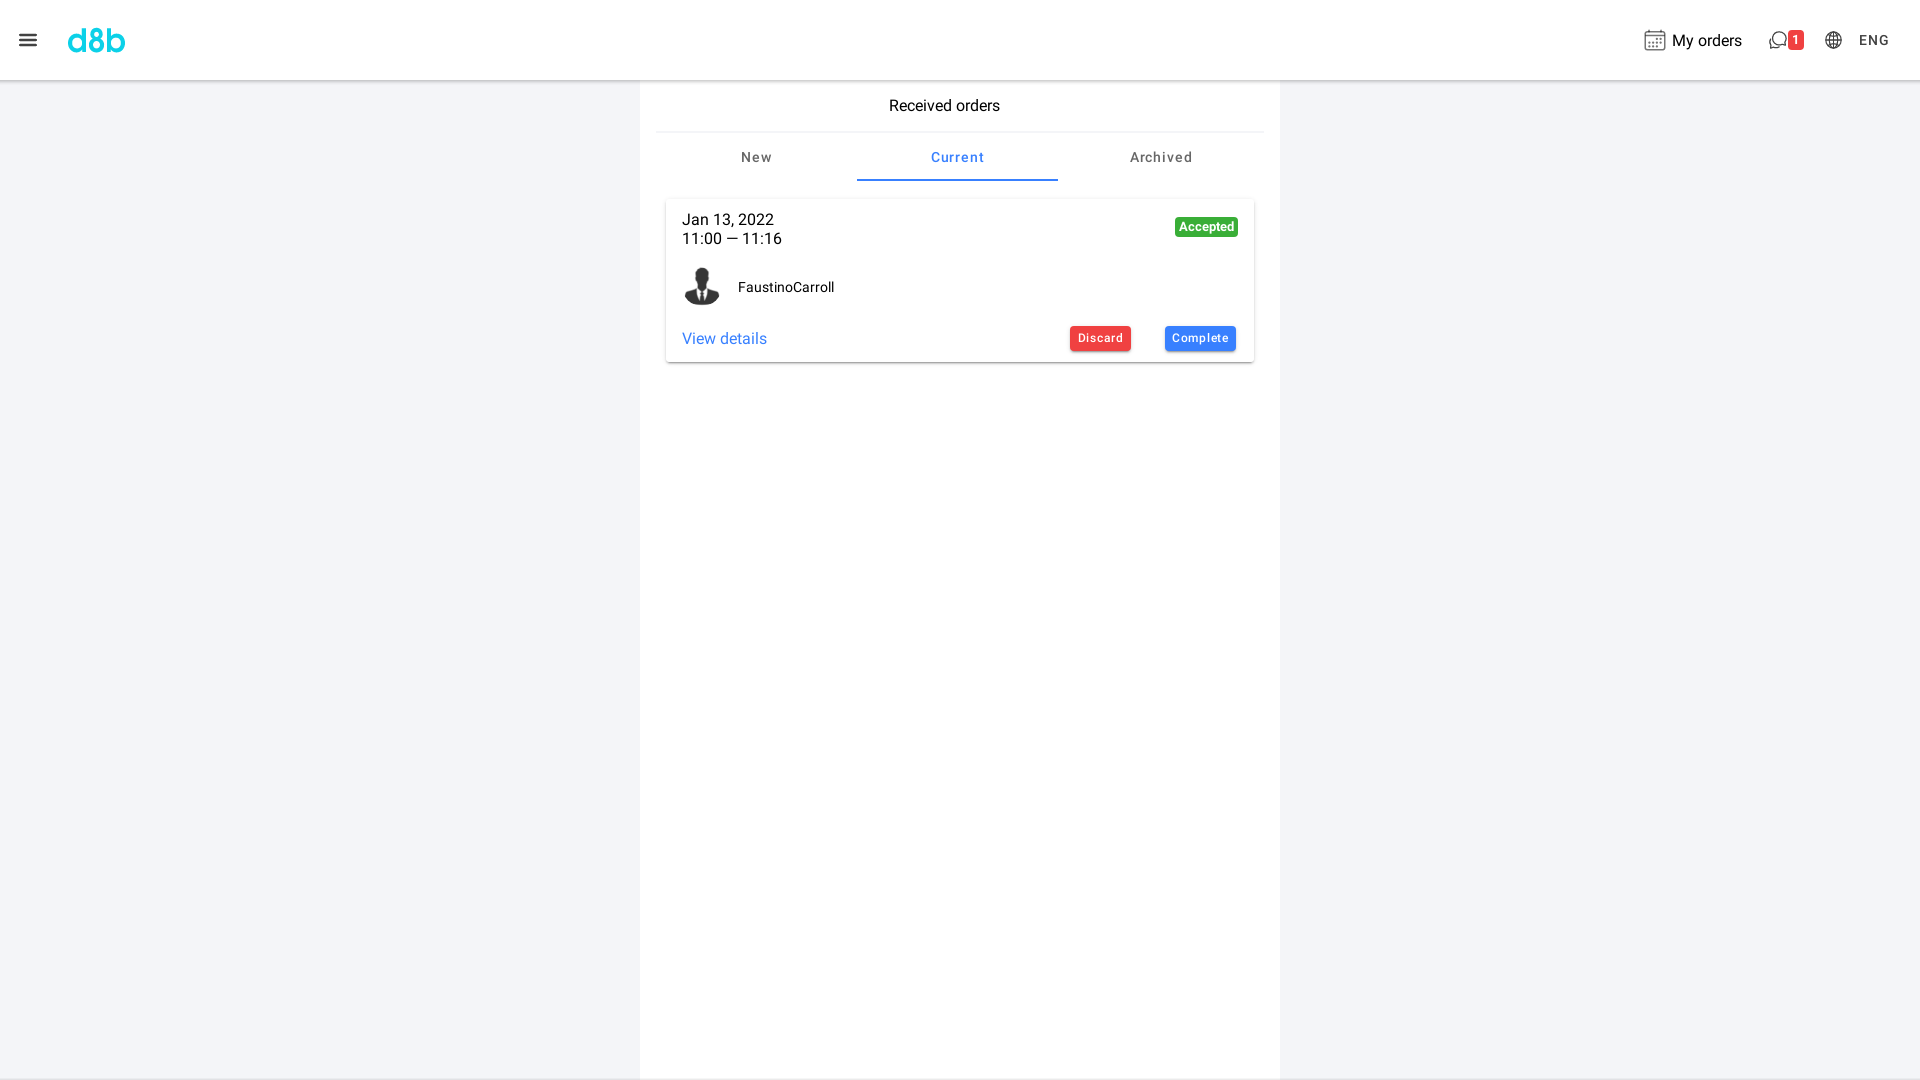 d8b
My orders
1
ENG
Received orders
New
Current
Archived
Jan 13, 2022
11:00 — 11:16
Accepted
FaustinoCarroll
View details
Discard
Complete